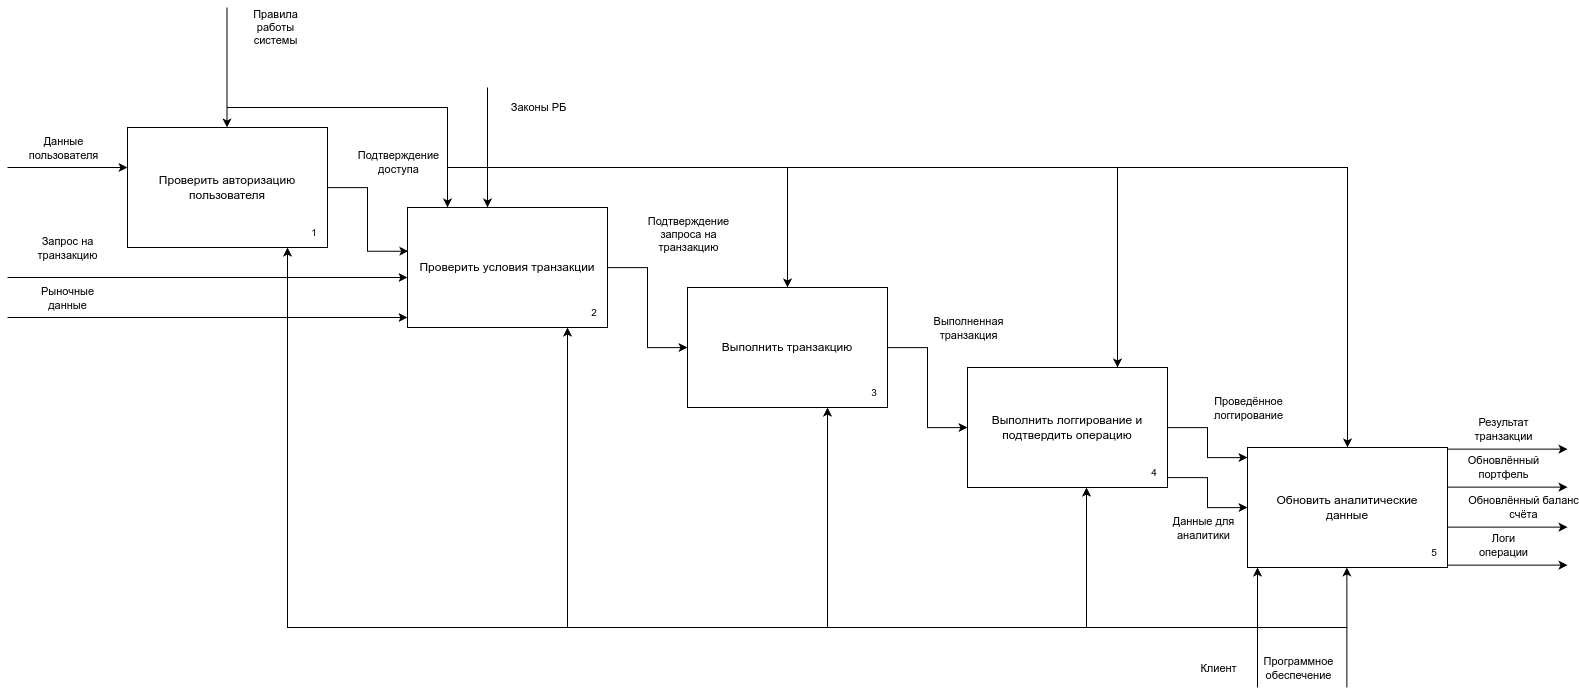 Правила
работы
системы
Законы РБ
Данные
пользователя
Проверить авторизацию
пользователя
1
Подтверждение
доступа
Запрос на
транзакцию
Рыночные
данные
Проверить условия транзакции
2
Подтверждение
запроса на
транзакцию
Выполнить транзакцию
3
Выполненная
транзакция
Выполнить логгирование и
подтвердить операцию
4
Проведённое
логгирование
Данные для
аналитики
Обновить аналитические
данные
5
Результат
транзакции
Обновлённый
портфель
Обновлённый баланс
счёта
Логи
операции
Клиент
Программное
обеспечение